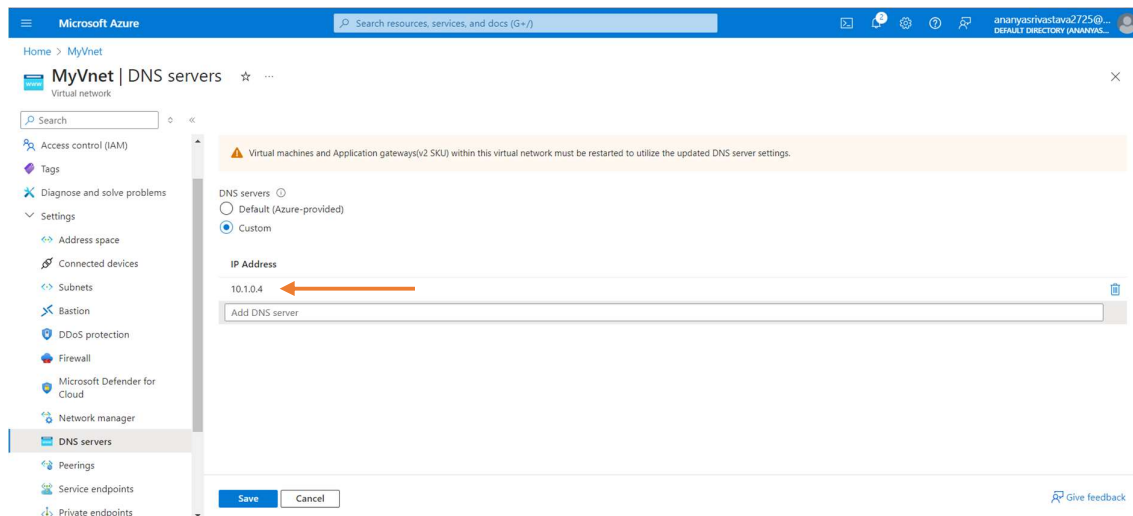 Microsoft Azure
Search resources, services, and docs (G+/)
2
ananyasrivastava2725@...
DEFAULT DIRECTORY (ANANYAS...
Home > MyVnet
www
MyVnet | DNS servers
Virtual network
Search
Access control (IAM)
Tags
Diagnose and solve problems
Settings
Address space
Connected devices
Subnets
Bastion
DDoS protection
Firewall
Microsoft Defender for
Cloud
Network manager
DNS servers
Peerings
Service endpoints
Private endpoints
Virtual machines and Application gateways(v2 SKU) within this virtual network must be restarted to utilize the updated DNS server settings.
DNS servers
Default (Azure-provided)
Custom
IP Address
10.1.0.4
Add DNS server
Save
Cancel
Give feedback